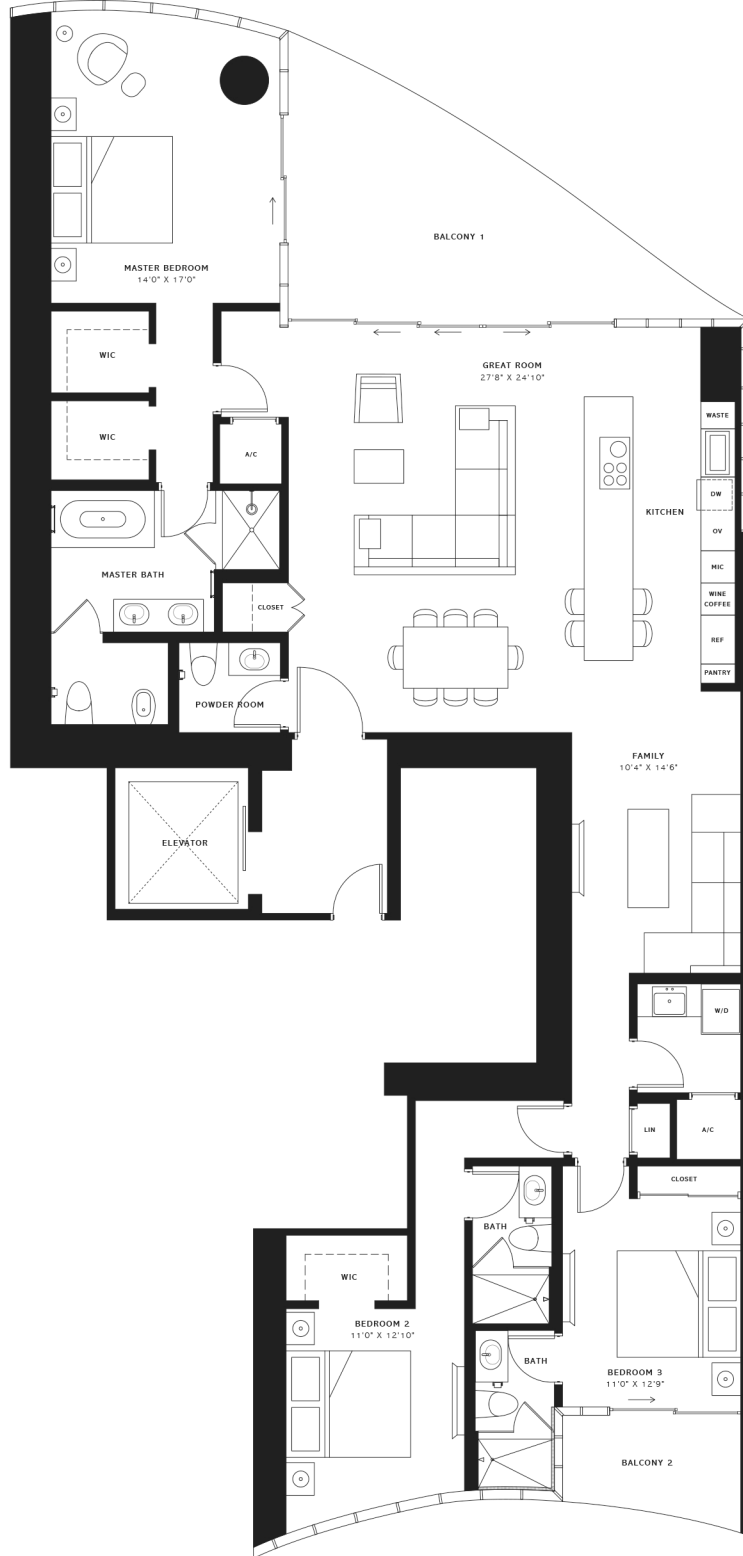 BALCONY 1
MASTER BEDROOM
14'0" X 17'0"
WIC
GREAT ROOM
27'8" X 24'10"
WASTE
WIC
A/C
DW
KITCHEN
OV
MIC
MASTER BATH
WINE
COFFEE
CLOSET
REF
PANTRY
POWDER ROOM
FAMILY
10'4" X 14'6"
ELEVATOR
W/D
LIN
A/C
CLOSET
BATH
WIC
BEDROOM 2
11'0" X 12'10"
BATH
BEDROOM 3
11'0" X 12'9"
BALCONY 2